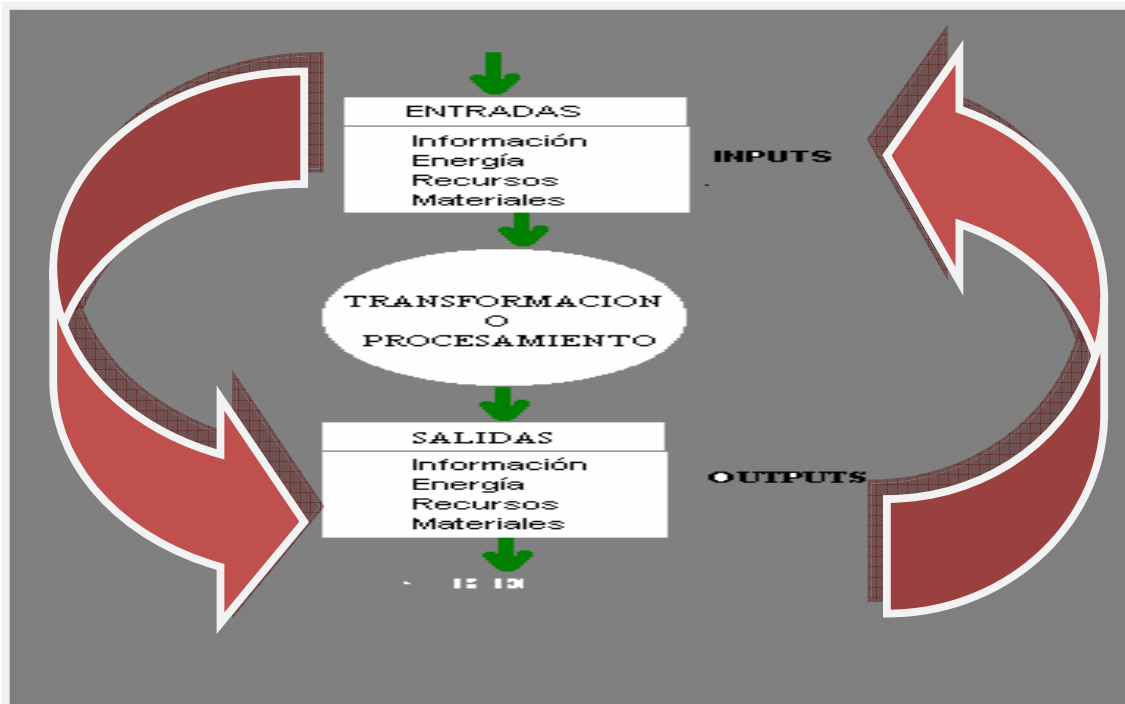 ENTRADAS
Información
Energía
Recursos
Materiales
INPUTS
TRANSFORMACION
O
PROCESAMIENTO
SALIDAS
Información
Energía
Recursos
Materiales
OUTPUTS